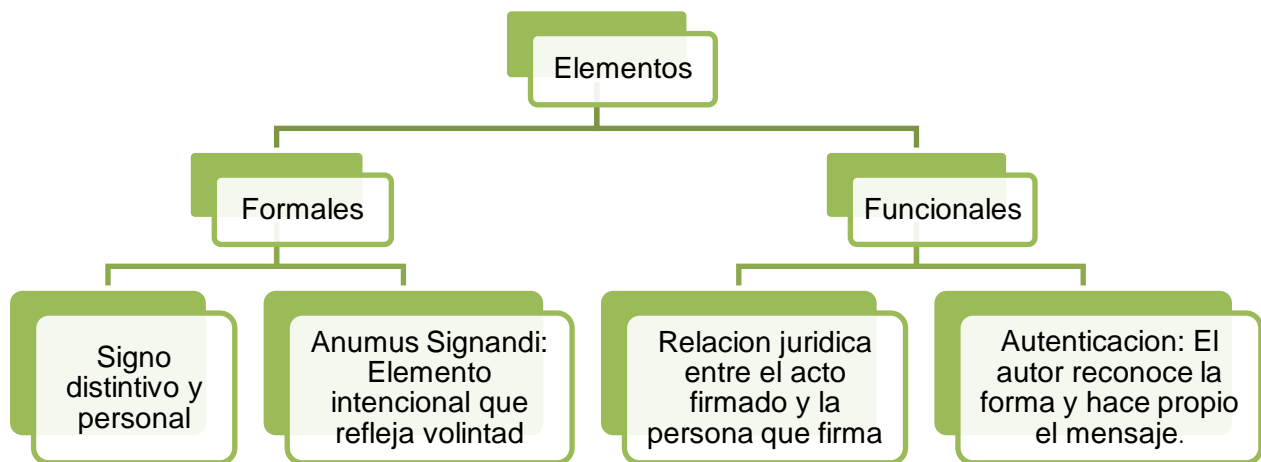 Elementos
Formales
Funcionales
Signo
distintivo y
personal
Anumus Signandi:
Elemento
intencional que
refleja volintad
Relacion juridica
entre el acto
firmado y la
persona que firma
Autenticacion: El
autor reconoce la
forma y hace propio
el mensaje.